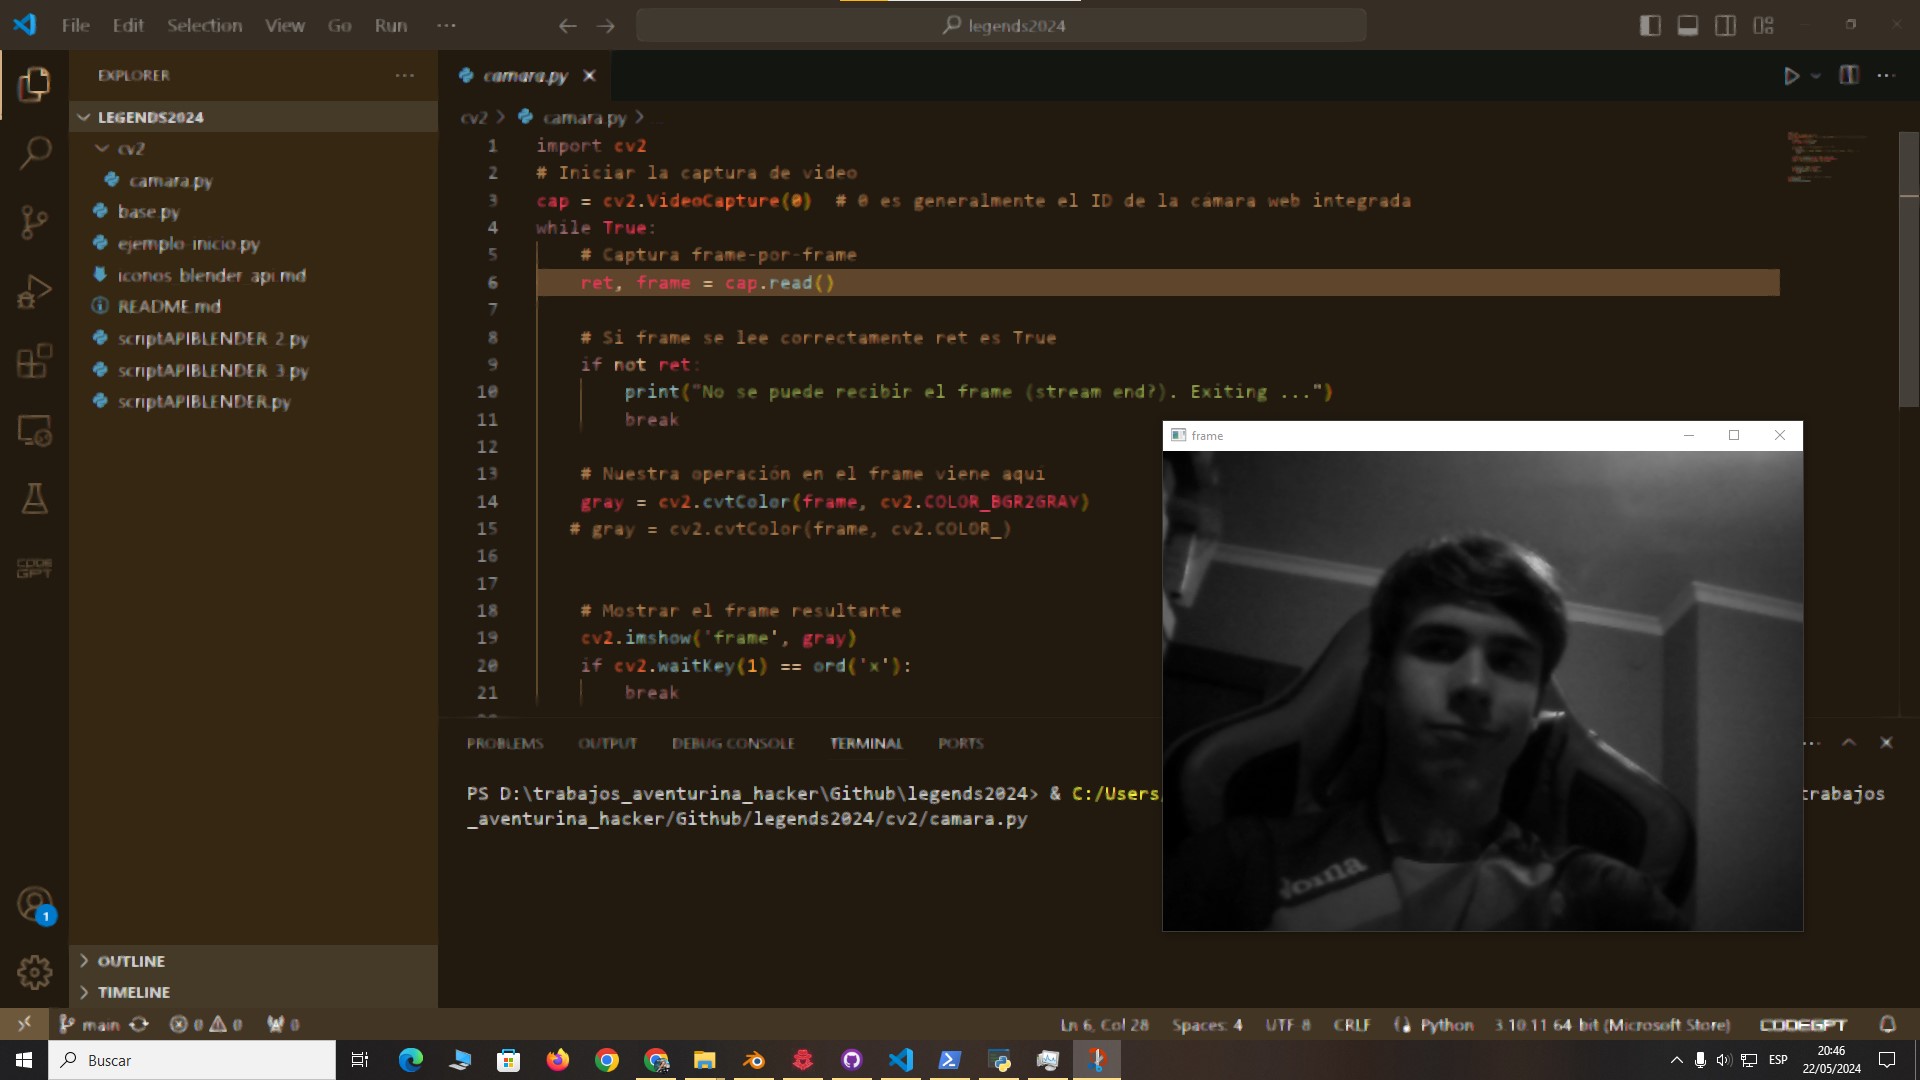 File Edit Selection View Go Run ...
legends2024
EXPLORER ...
LEGENDS2024
cv2
camara.py
base.py
ejemplo inicio.py
iconos blender api.md
README.md
scriptAPIBLENDER 2.py
scriptAPIBLENDER 3.py
scriptAPIBLENDER.py
OUTLINE
TIMELINE
CODE
GPT
1
camara.py
cv2 > camara.py > ...
1 import cv2
2 # Iniciar la captura de video
3 cap = cv2.VideoCapture(0)  # 0 es generalmente el ID de la cámara web integrada
4 while True:
5 # Captura frame-por-frame
6 ret, frame = cap.read()
7
8 # Si frame se lee correctamente ret es True
9 if not ret:
10 print("No se puede recibir el frame (stream end?). Exiting ...")
11 break
12
13 # Nuestra operación en el frame viene aquí
14 gray = cv2.cvtColor(frame, cv2.COLOR_BGR2GRAY)
15 # gray = cv2.cvtColor(frame, cv2.COLOR_)
16
17
18 # Mostrar el frame resultante
19 cv2.imshow('frame', gray)
20 if cv2.waitKey(1) == ord('x'):
21 break
frame
Joma
PROBLEMS OUTPUT DEBUG CONSOLE TERMINAL PORTS
PS D:\trabajos_aventurina_hacker\Github\legends2024> & C:/Users/ trabajos
_aventurina_hacker/Github/legends2024/cv2/camara.py
main 0 0 0
Ln 6, Col 28 Spaces: 4 UTF 8 CRLF Python 3 10 11 64 bit (Microsoft Store) CODEGPT
Buscar
ESP
20:46
22/05/2024